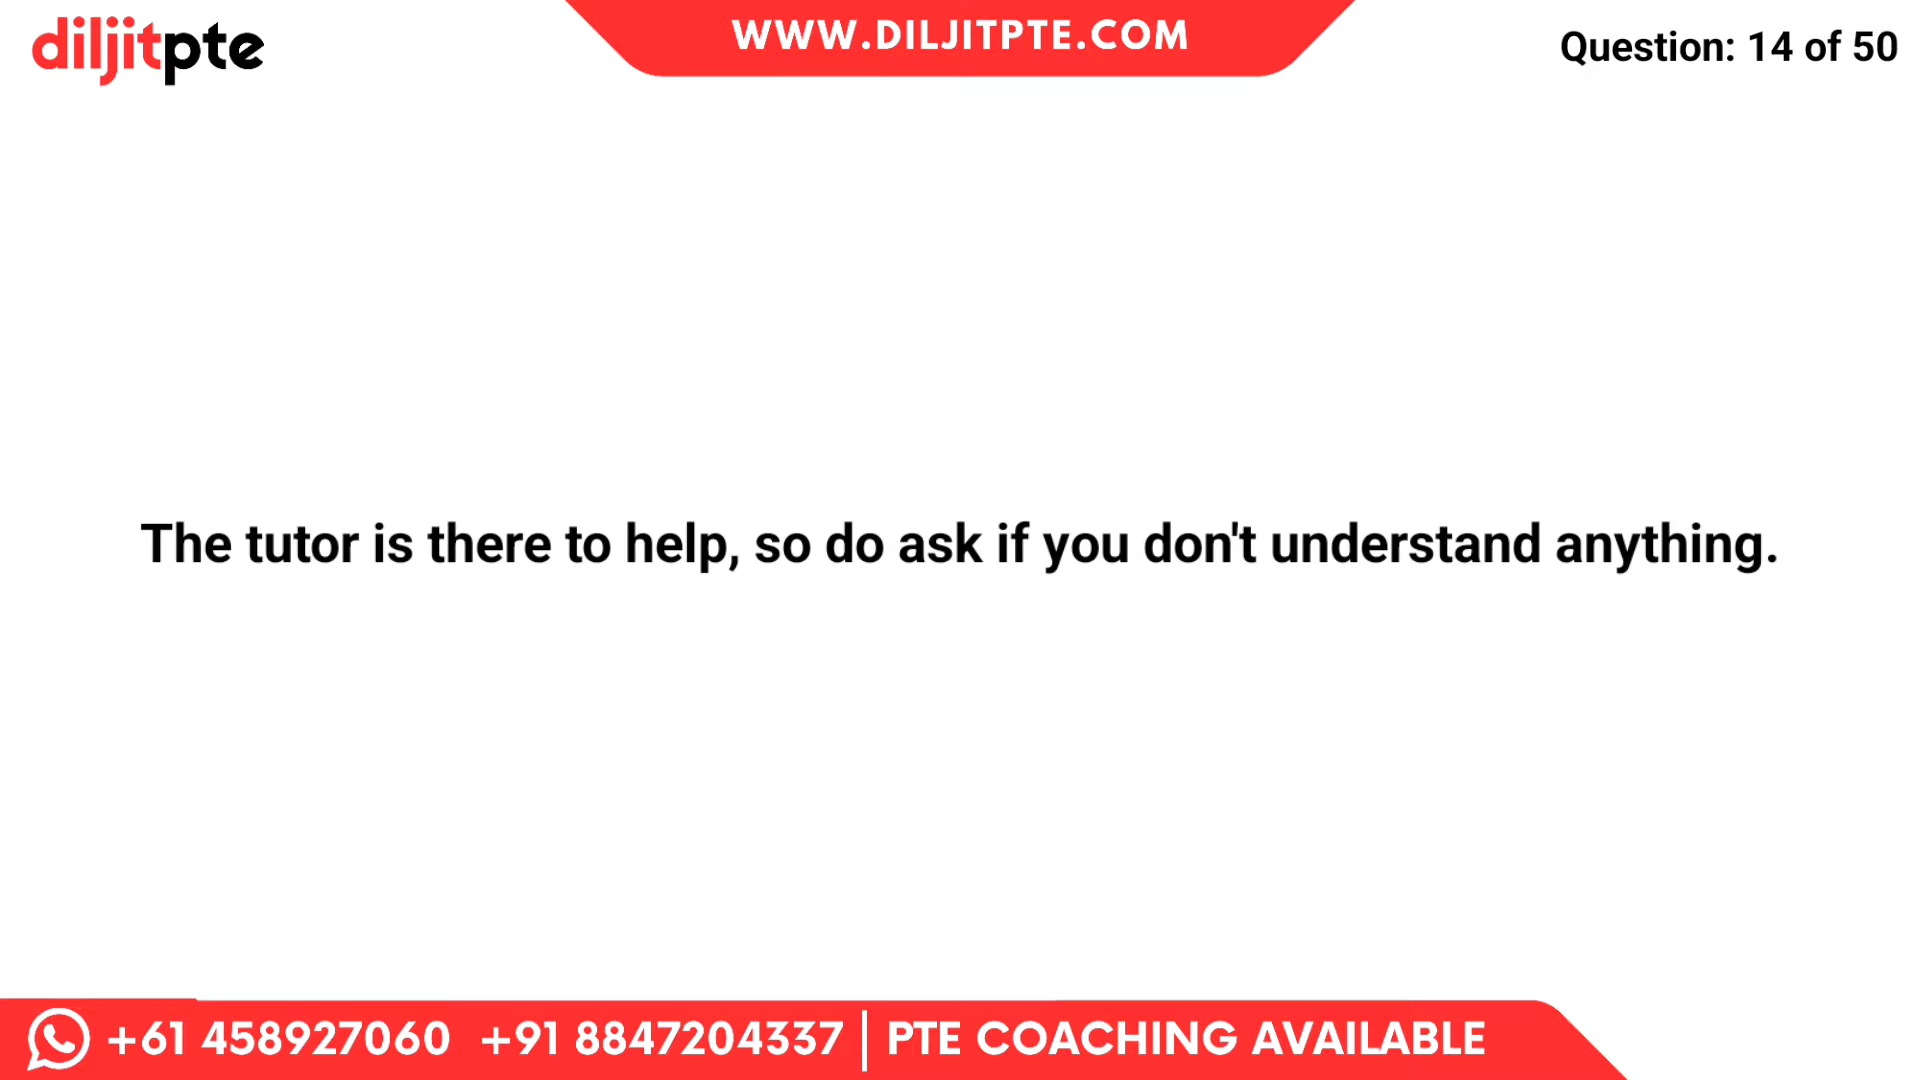 diljitpte
WWW.DILJITPTE.COM
Question: 14 of 50
The tutor is there to help, so do ask if you don't understand anything.
+61 458927060 +91 8847204337 | PTE COACHING AVAILABLE